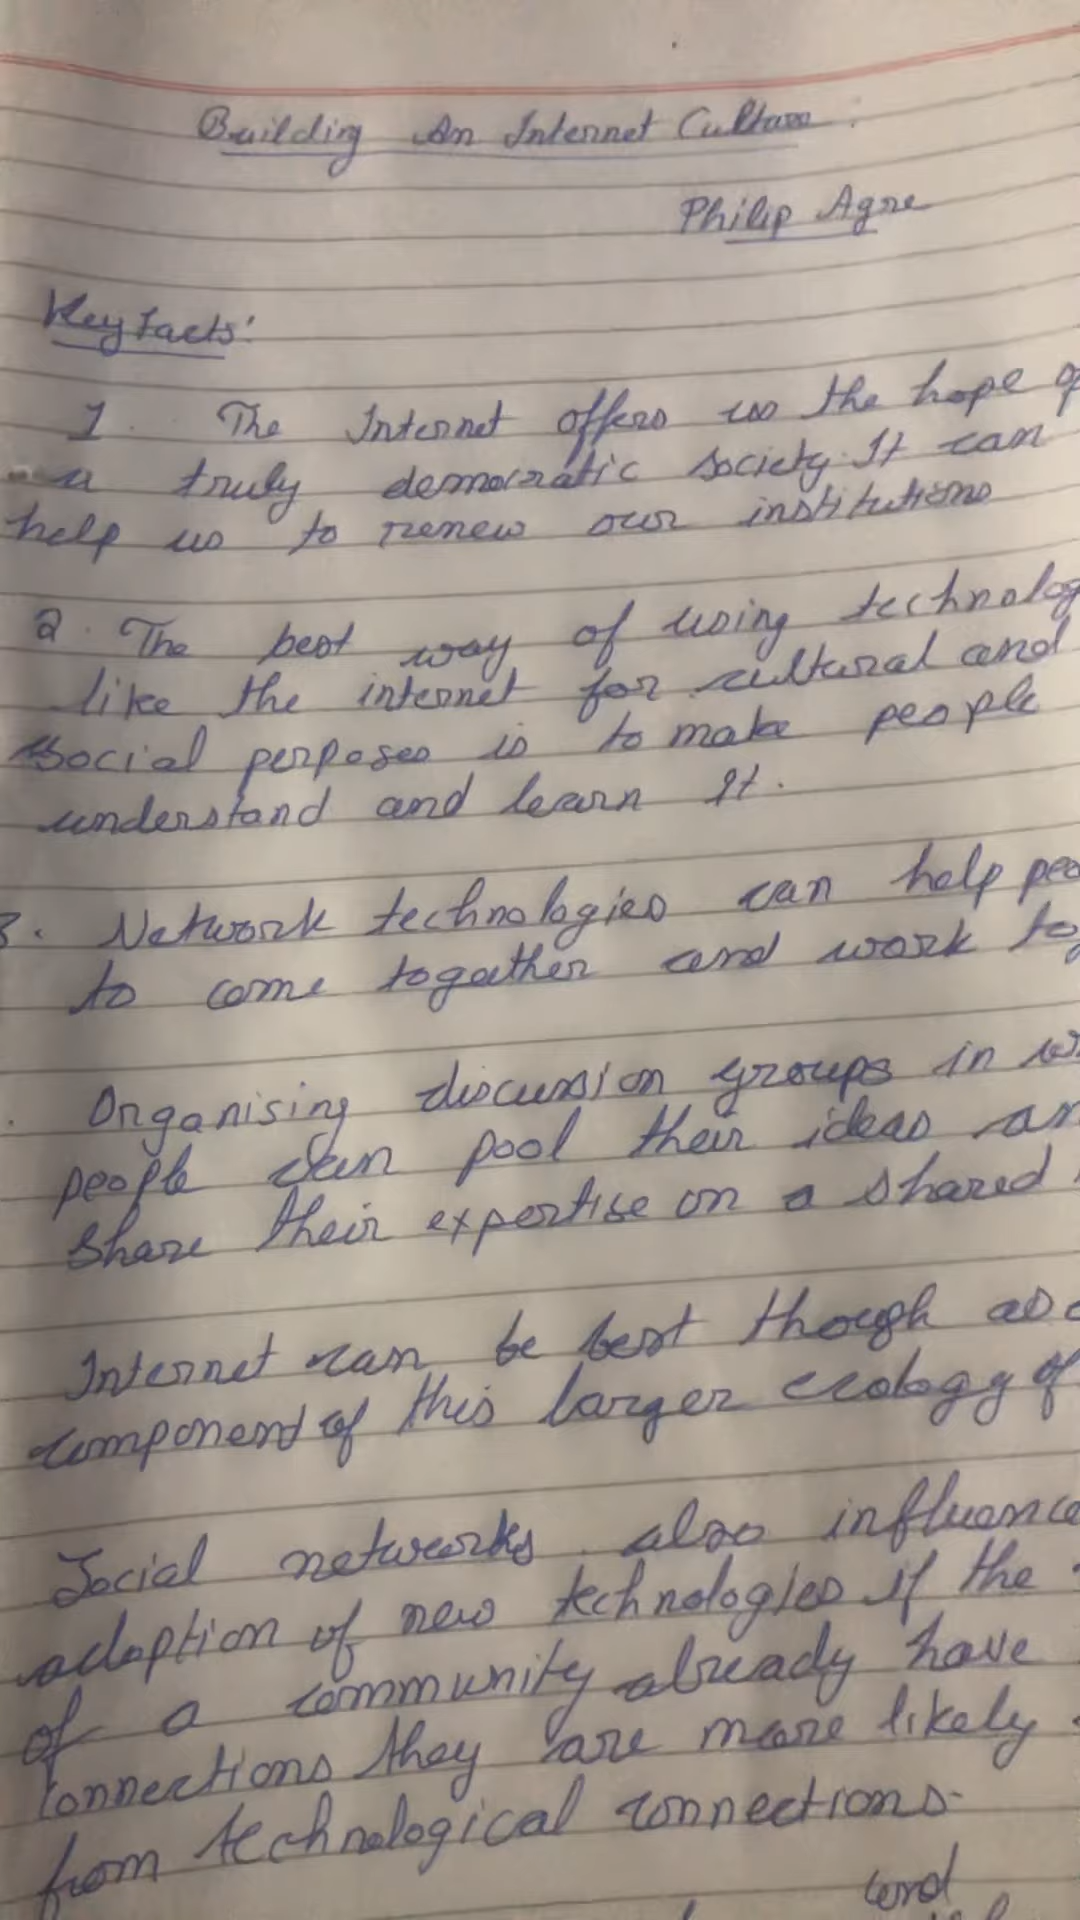 Building An Internet Culture :
Philip Agre
Key facts:
1. The Internet offers us the hope of
a truly democratic society. It can
help us to renew our institutions
2. The best way of using technolog
like the internet for cultural and
social perposes is to make people
understand and learn It.
3. Network technologies can help peo
to come togather and work tog
Organising discussion groups in w
people can pool their ideas an
share their expertise on a shared
Internet can be best though as a
component of this larger ecology of
Social networks also influence
adoption of new technologies if the
of a community already have
connections they are more likely
from technological connections.
and